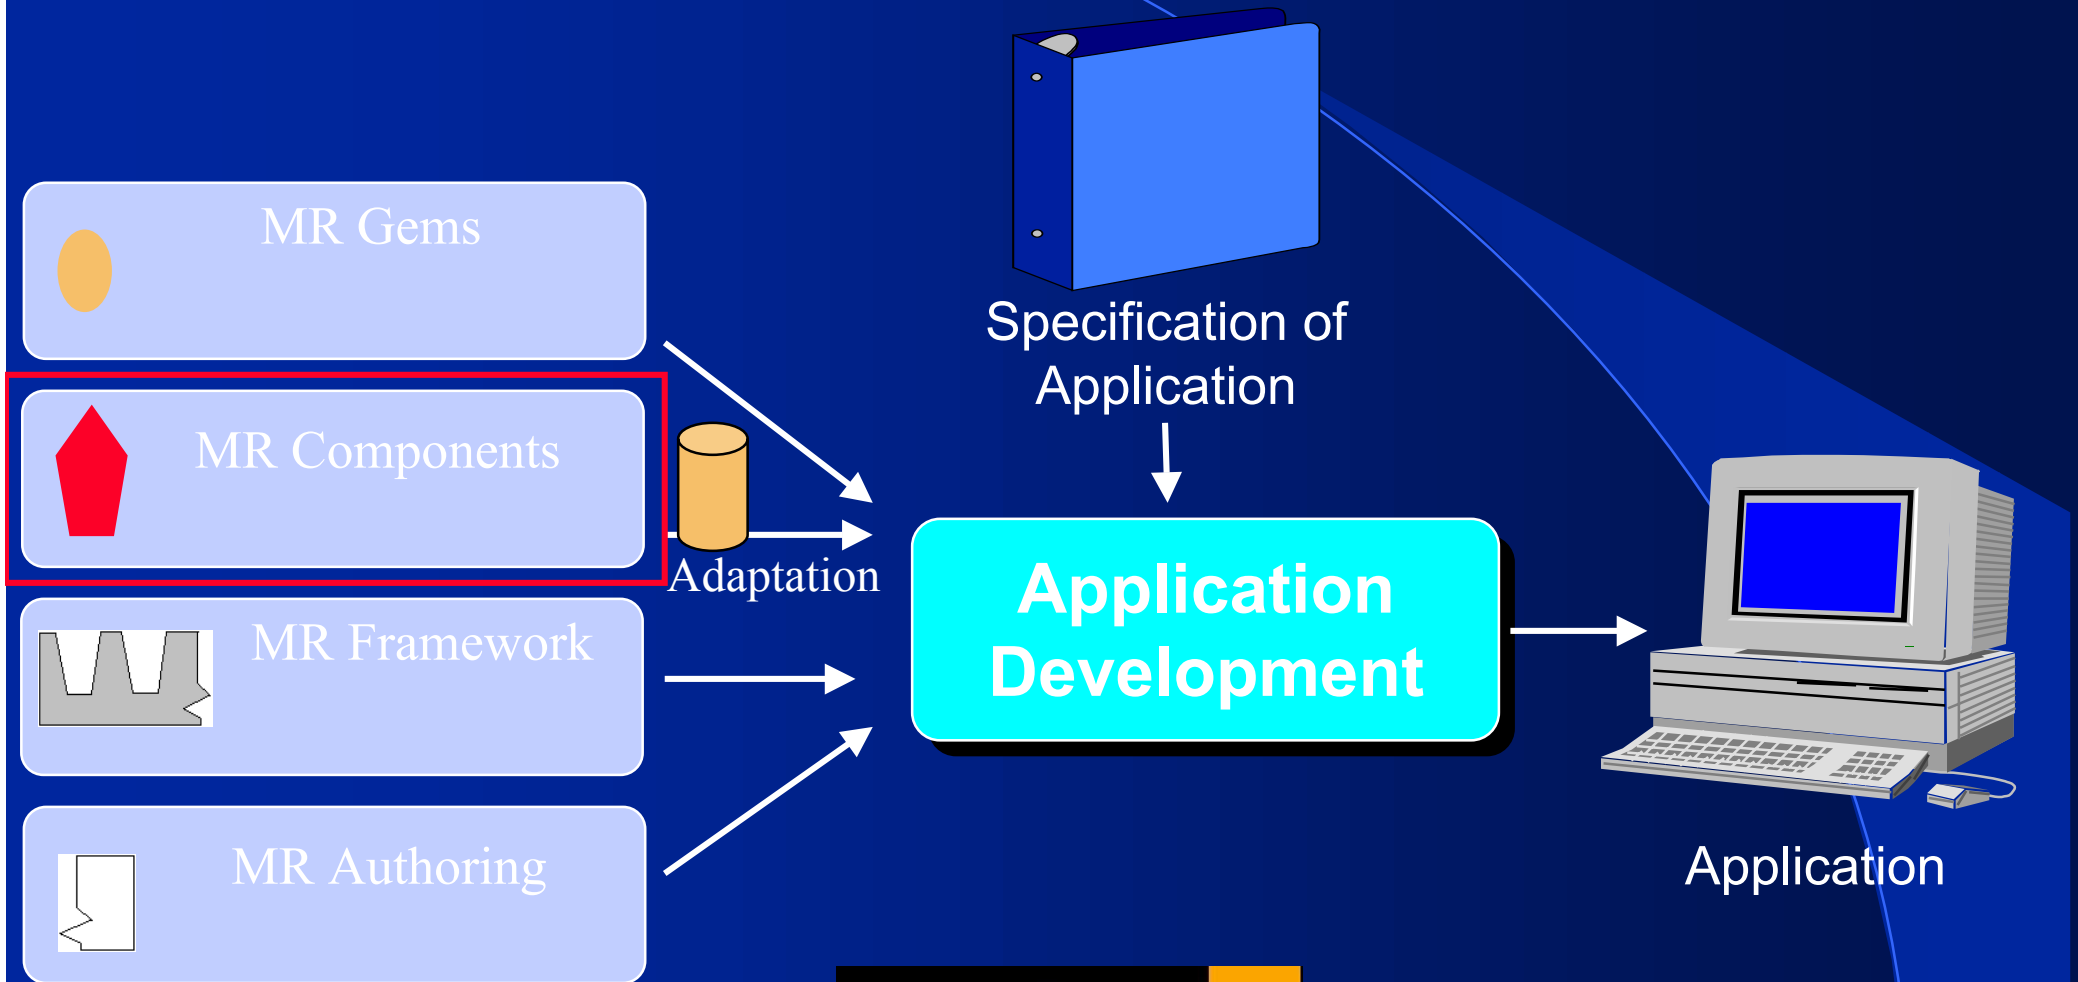 MR Gems
Specification of
Application
MR Components
Adaptation
Application
Development
MR Framework
MR Authoring
Application